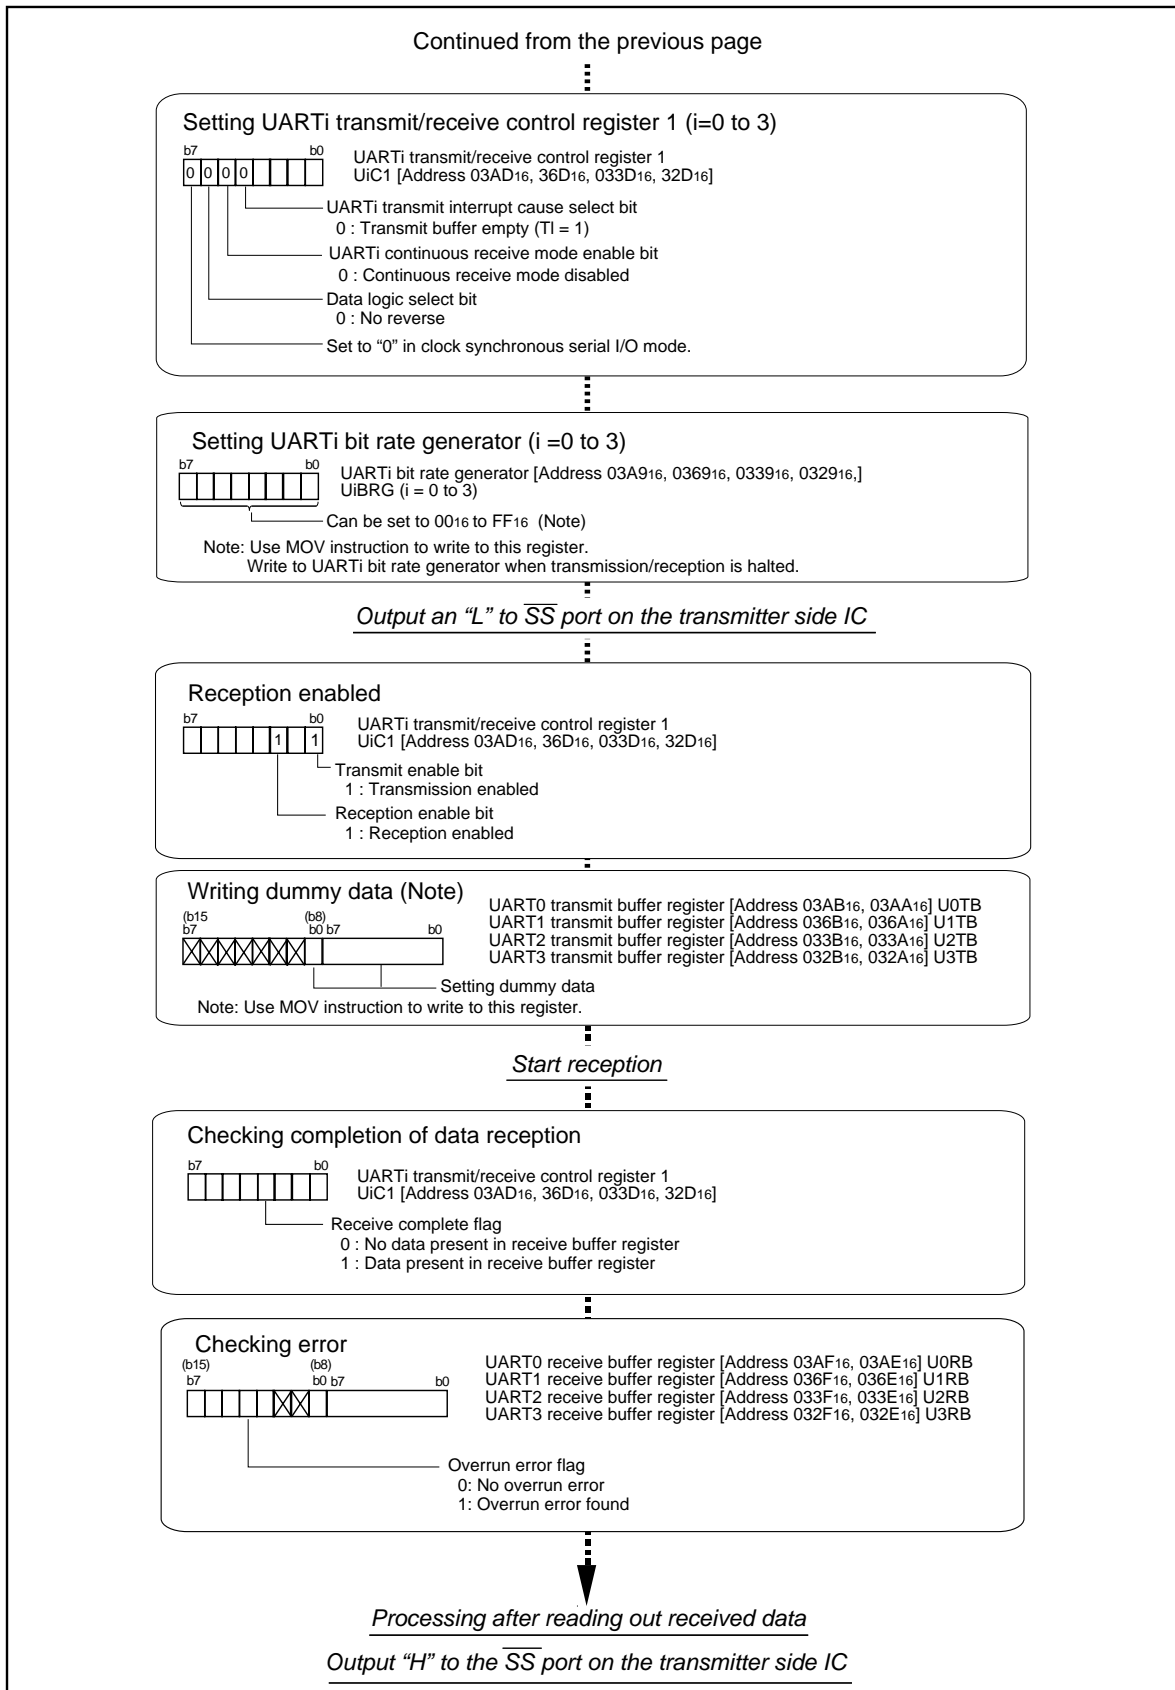 Continued from the previous page
Setting UARTi transmit/receive control register 1 (i=0 to 3)
b7 b0
UARTi transmit/receive control register 1
0 0 0 0
UiC1 [Address 03AD16, 36D16, 033D16, 32D16]
UARTi transmit interrupt cause select bit
0 : Transmit buffer empty (Tl = 1)
UARTi continuous receive mode enable bit
0 : Continuous receive mode disabled
Data logic select bit
0 : No reverse
Set to “0” in clock synchronous serial I/O mode.
Setting UARTi bit rate generator (i =0 to 3)
b7 b0
UARTi bit rate generator [Address 03A916, 036916, 033916, 032916,]
UiBRG (i = 0 to 3)
Can be set to 0016 to FF16 (Note)
Note: Use MOV instruction to write to this register.
Write to UARTi bit rate generator when transmission/reception is halted.
Output an “L” to SS port on the transmitter side IC
Reception enabled
b7 b0
UARTi transmit/receive control register 1
1 1
UiC1 [Address 03AD16, 36D16, 033D16, 32D16]
Transmit enable bit
1 : Transmission enabled
Reception enable bit
1 : Reception enabled
Writing dummy data (Note)
(b15 (b8)
b7 b0 b7 b0
UART0 transmit buffer register [Address 03AB16, 03AA16] U0TB
UART1 transmit buffer register [Address 036B16, 036A16] U1TB
UART2 transmit buffer register [Address 033B16, 033A16] U2TB
UART3 transmit buffer register [Address 032B16, 032A16] U3TB
Setting dummy data
Note: Use MOV instruction to write to this register.
Start reception
Checking completion of data reception
b7 b0
UARTi transmit/receive control register 1
UiC1 [Address 03AD16, 36D16, 033D16, 32D16]
Receive complete flag
0 : No data present in receive buffer register
1 : Data present in receive buffer register
Checking error
(b15) (b8)
b7 b0 b7 b0
UART0 receive buffer register [Address 03AF16, 03AE16] U0RB
UART1 receive buffer register [Address 036F16, 036E16] U1RB
UART2 receive buffer register [Address 033F16, 033E16] U2RB
UART3 receive buffer register [Address 032F16, 032E16] U3RB
Overrun error flag
0: No overrun error
1: Overrun error found
Processing after reading out received data
Output “H” to the SS port on the transmitter side IC